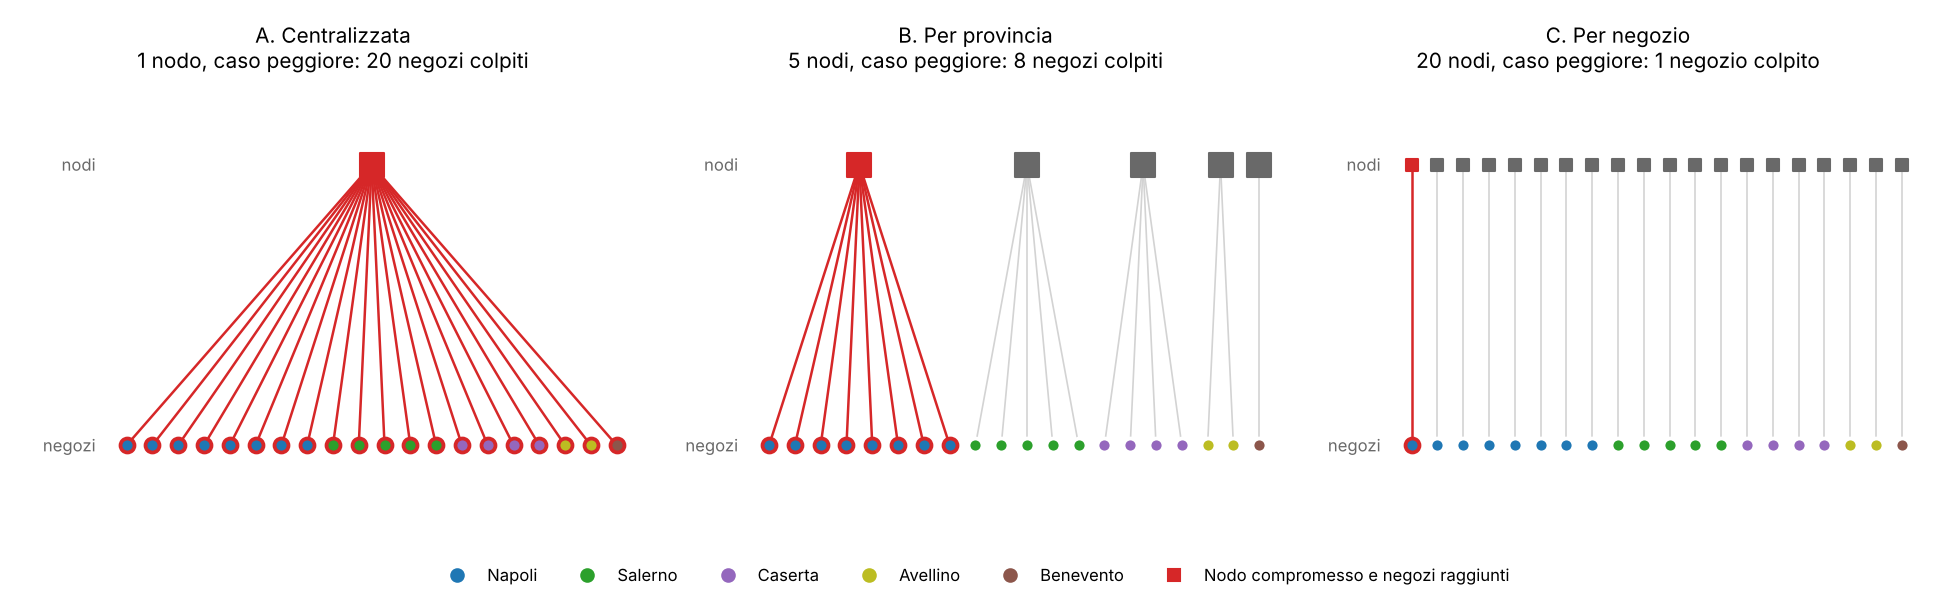 A. Centralizzata
1 nodo, caso peggiore: 20 negozi colpiti
B. Per provincia
5 nodi, caso peggiore: 8 negozi colpiti
C. Per negozio
20 nodi, caso peggiore: 1 negozio colpito
nodi
nodi
nodi
negozi
negozi
negozi
Napoli
Salerno
Caserta
Avellino
Benevento
Nodo compromesso e negozi raggiunti